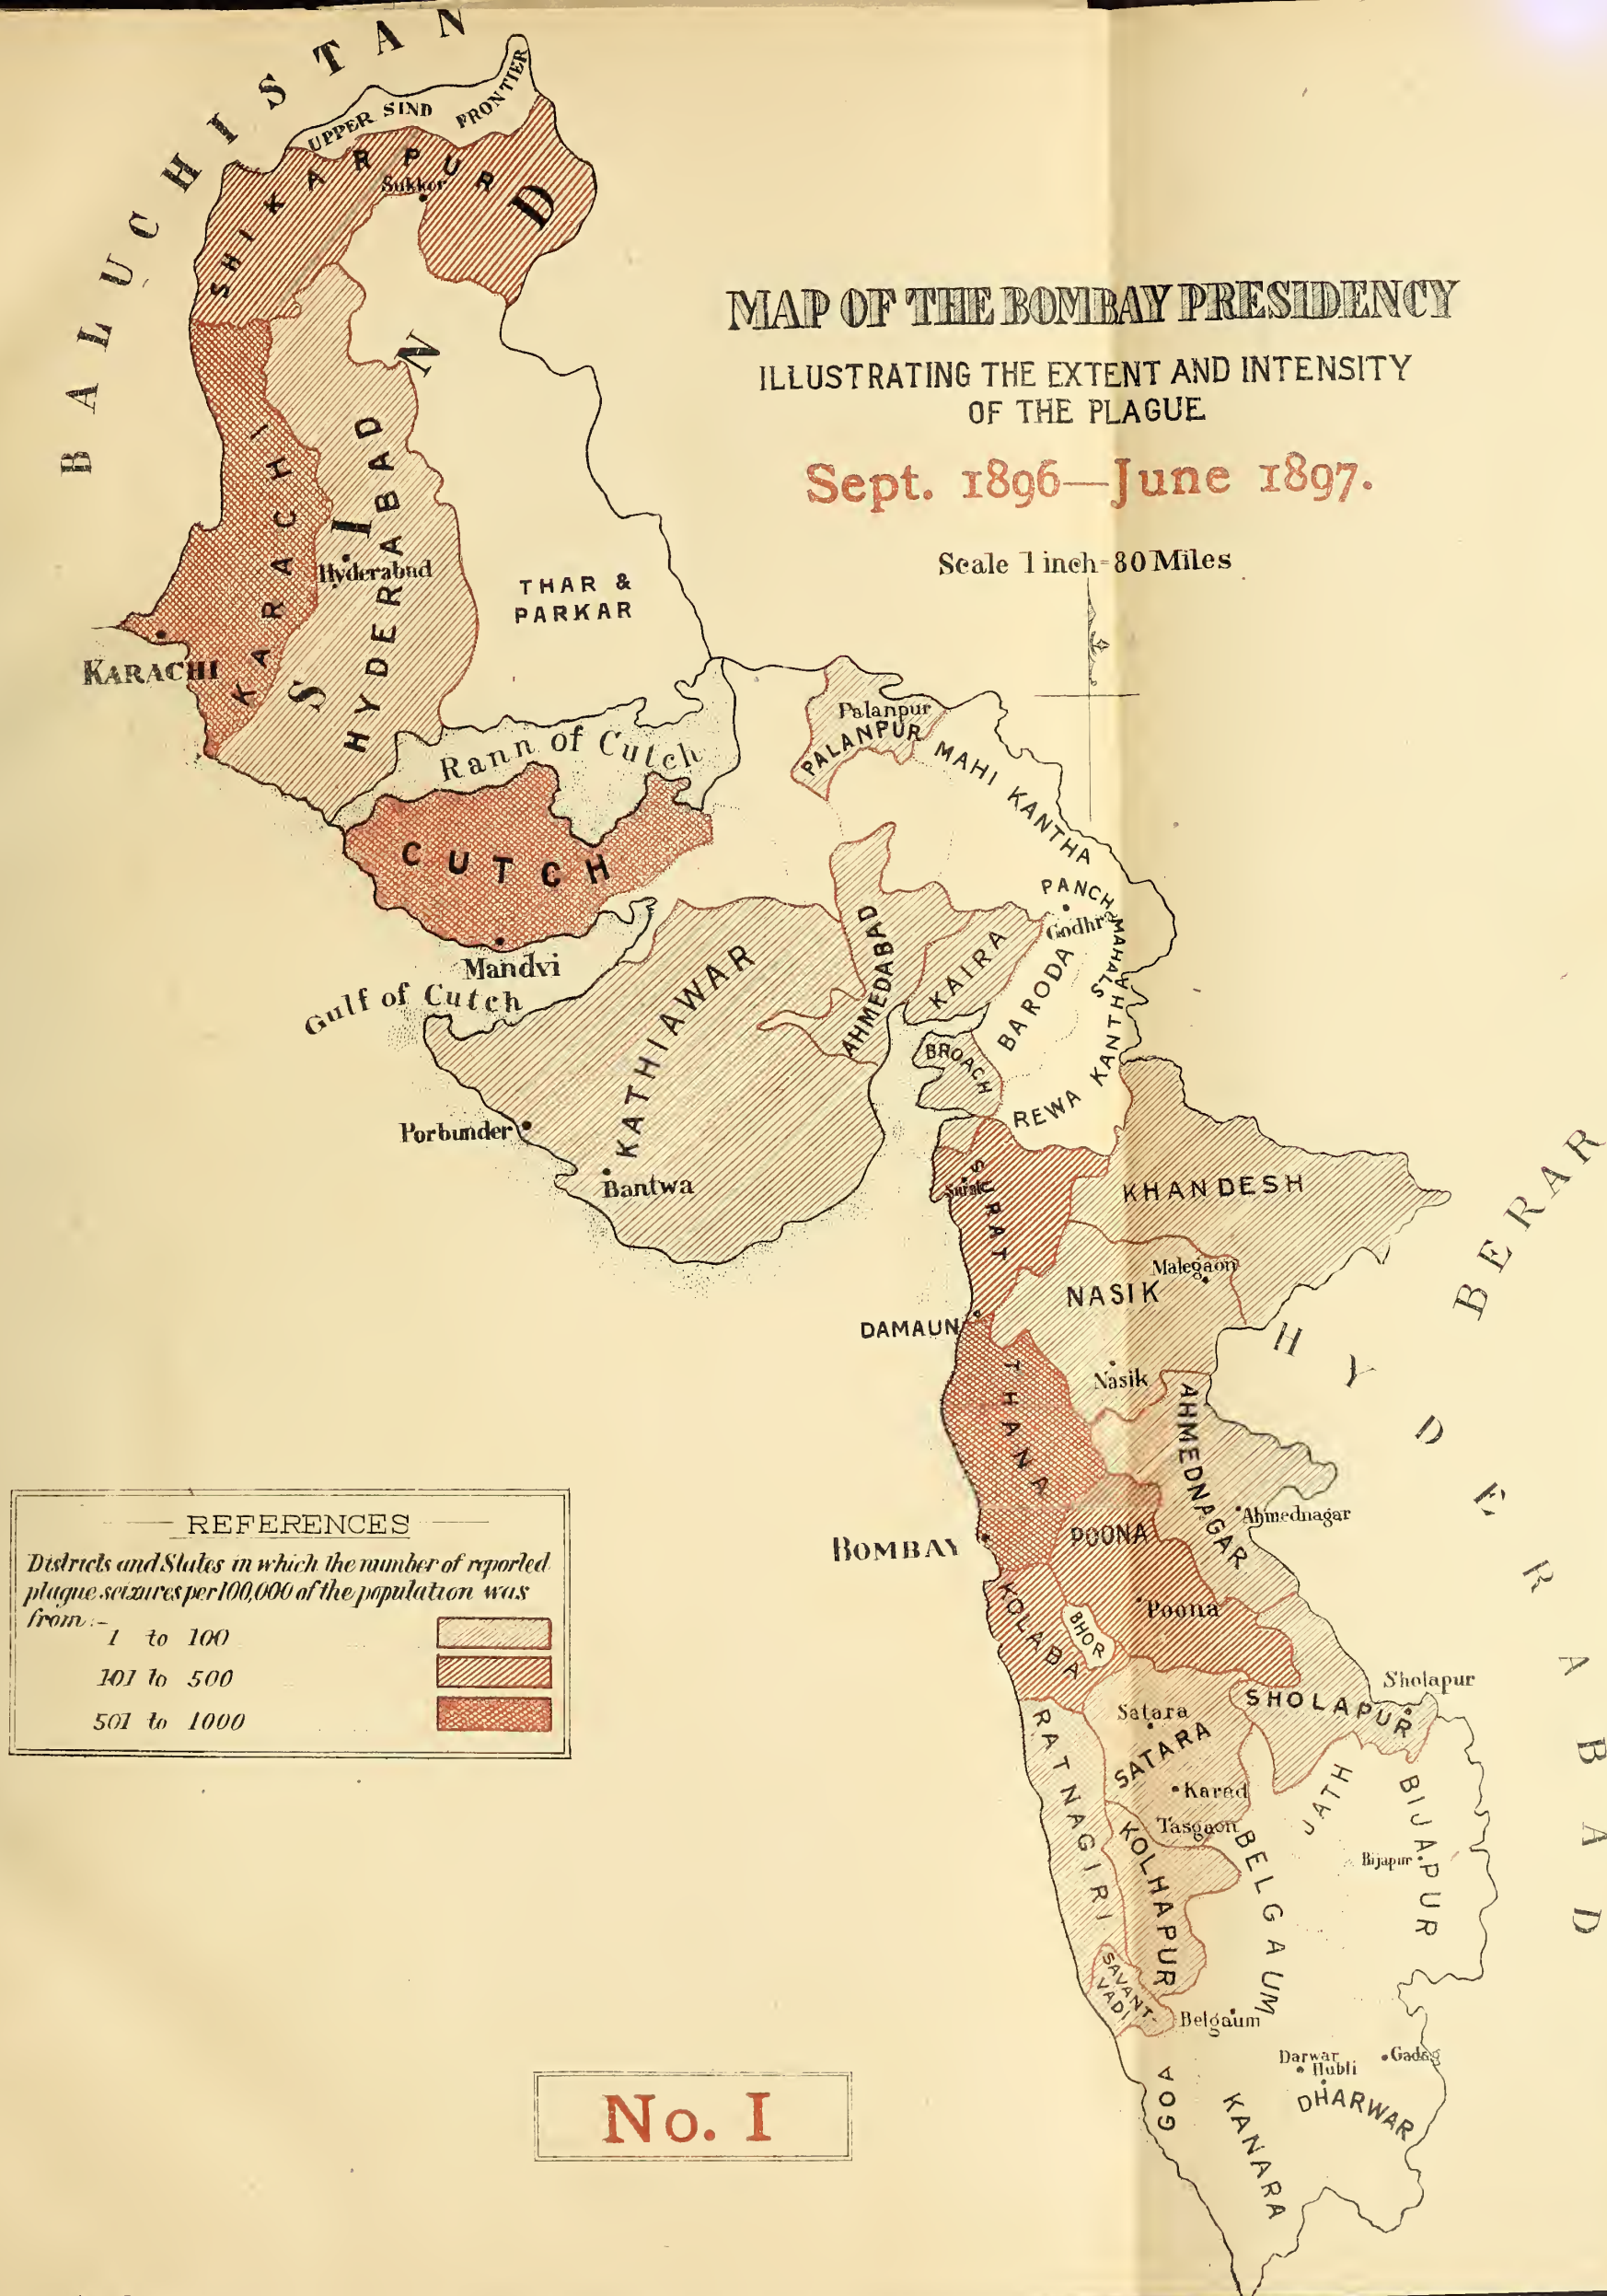 BALUCHISTAN
UPPER SIND FRONTIER
SHIKARPUR
Sukkor
SIND
MAP OF THE BOMBAY PRESIDENCY
ILLUSTRATING THE EXTENT AND INTENSITY
OF THE PLAGUE
Sept. 1896—June 1897.
Scale 1 inch=80 Miles
KARACHI
HYDERABAD
Hyderabad
THAR &
PARKAR
KARACHI
Rann of Cutch
Palanpur
PALANPUR
MAHI KANTHA
CUTCH
Mandvi
Gulf of Cutch
PANCH MAHALS
Godhra
AHMEDABAD
KAIRA
BARODA
KATHIAWAR
BROACH
REWA KANTHA
Porbunder
Bantwa
SURAT
Surat
KHANDESH
BERAR
Malegaon
NASIK
DAMAUN
HYDERABAD
Nasik
THANA
AHMEDNAGAR
Ahmednagar
BOMBAY
POONA
Poona
KOLABA
BHOR
Sholapur
SHOLAPUR
Satara
SATARA
RATNAGIRI
Karad
JATH
BIJAPUR
Tasgaon
Bijapur
KOLHAPUR
BELGAUM
SAVANT-
VADI
Belgaum
Darwar
Hubli
Gadag
DHARWAR
GOA
KANARA
REFERENCES
Districts and States in which the number of reported
plague seizures per 100,000 of the population was
from:-
1 to 100
101 to 500
501 to 1000
No. I